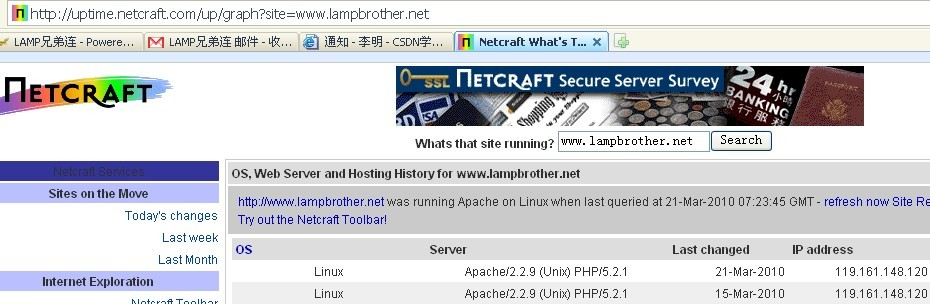 http://uptime.netcraft.com/up/graph?site=www.lampbrother.net
LAMP兄弟连 - Powere... LAMP兄弟连 邮件 - 收... 通知 - 李明 - CSDN学... Netcraft What's T...
NETCRAFT
SSL NETCRAFT Secure Server Survey
Shopping
24 hr
小時
BANKING
銀行服務
PASSPORT
Whats that site running? www.lampbrother.net Search
Netcraft Services
Sites on the Move
Today's changes
Last week
Last Month
Internet Exploration
Netcraft Toolbar
OS, Web Server and Hosting History for www.lampbrother.net
http://www.lampbrother.net was running Apache on Linux when last queried at 21-Mar-2010 07:23:45 GMT - refresh now Site Re
Try out the Netcraft Toolbar!
OS Server Last changed IP address
Linux Apache/2.2.9 (Unix) PHP/5.2.1 21-Mar-2010 119.161.148.120
Linux Apache/2.2.9 (Unix) PHP/5.2.1 15-Mar-2010 119.161.148.120